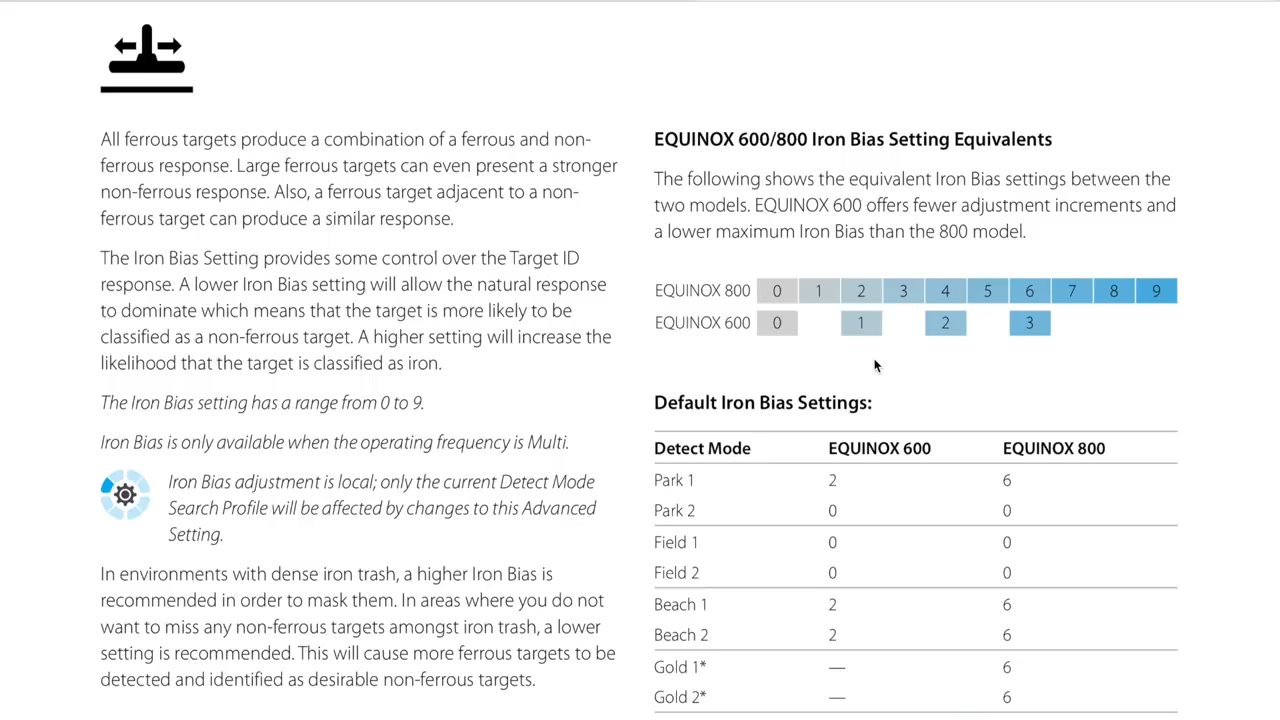 All ferrous targets produce a combination of a ferrous and non-
ferrous response. Large ferrous targets can even present a stronger
non-ferrous response. Also, a ferrous target adjacent to a non-
ferrous target can produce a similar response.
The Iron Bias Setting provides some control over the Target ID
response. A lower Iron Bias setting will allow the natural response
to dominate which means that the target is more likely to be
classified as a non-ferrous target. A higher setting will increase the
likelihood that the target is classified as iron.
The Iron Bias setting has a range from 0 to 9.
Iron Bias is only available when the operating frequency is Multi.
Iron Bias adjustment is local; only the current Detect Mode
Search Profile will be affected by changes to this Advanced
Setting.
In environments with dense iron trash, a higher Iron Bias is
recommended in order to mask them. In areas where you do not
want to miss any non-ferrous targets amongst iron trash, a lower
setting is recommended. This will cause more ferrous targets to be
detected and identified as desirable non-ferrous targets.
EQUINOX 600/800 Iron Bias Setting Equivalents
The following shows the equivalent Iron Bias settings between the
two models. EQUINOX 600 offers fewer adjustment increments and
a lower maximum Iron Bias than the 800 model.
EQUINOX 800 0 1 2 3 4 5 6 7 8 9
EQUINOX 600 0 1 2 3
Default Iron Bias Settings:
Detect Mode EQUINOX 600 EQUINOX 800
Park 1 2 6
Park 2 0 0
Field 1 0 0
Field 2 0 0
Beach 1 2 6
Beach 2 2 6
Gold 1* — 6
Gold 2* — 6